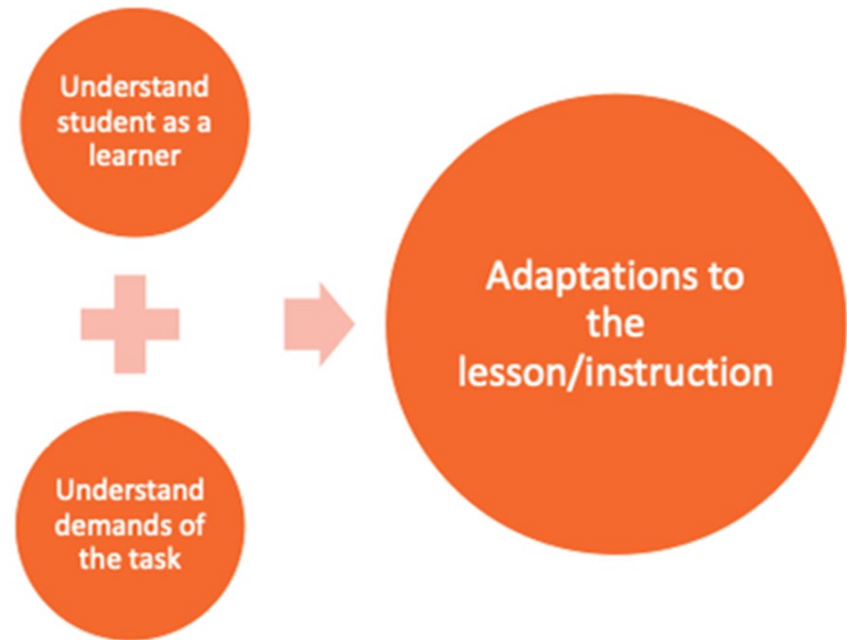 Understand
student as a
learner
Understand
demands of
the task
Adaptations to
the
lesson/instruction